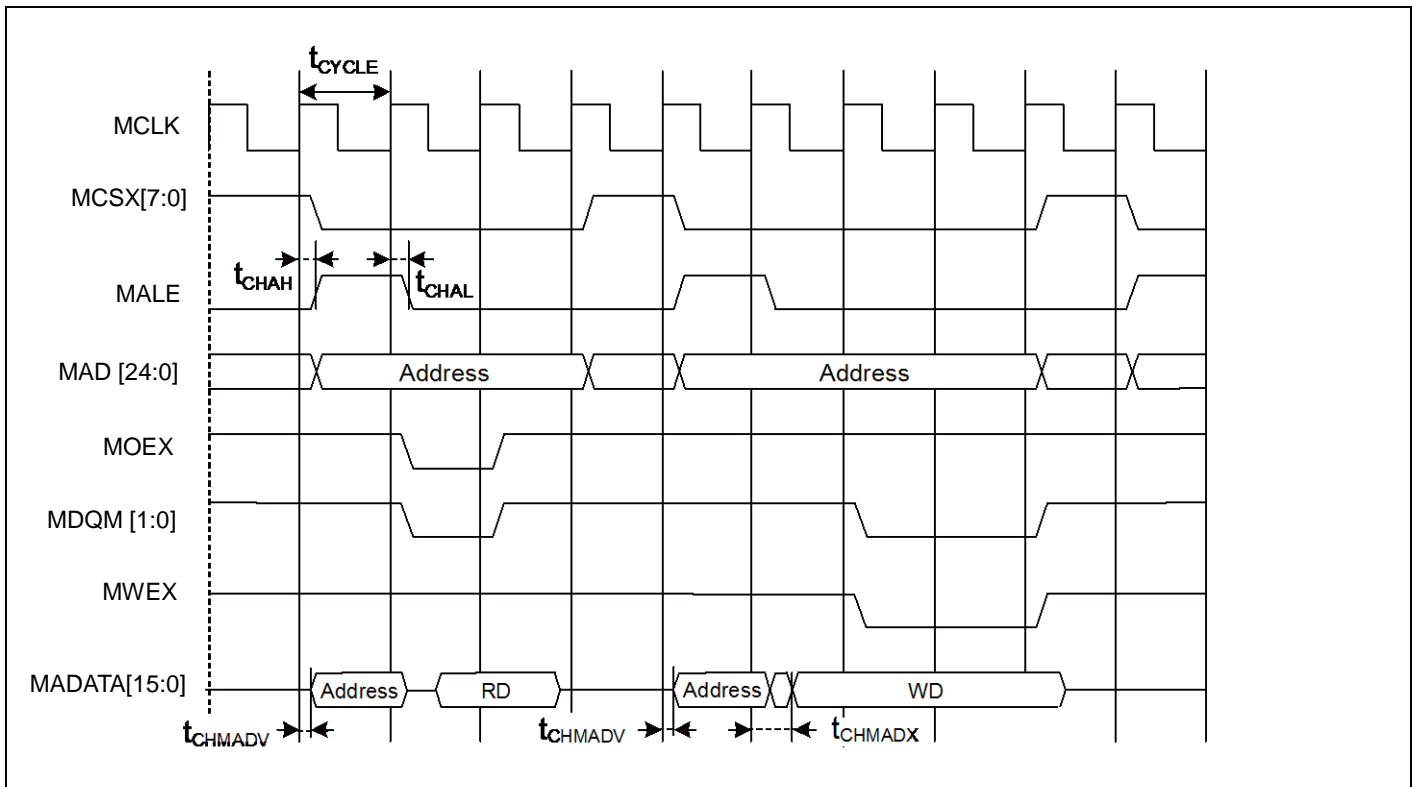 tCYCLE
MCLK
MCSX[7:0]
tCHAH
tCHAL
MALE
MAD [24:0]
Address
Address
MOEX
MDQM [1:0]
MWEX
MADATA[15:0]
Address
RD
Address
WD
tCHMADV
tCHMADV
tCHMADX